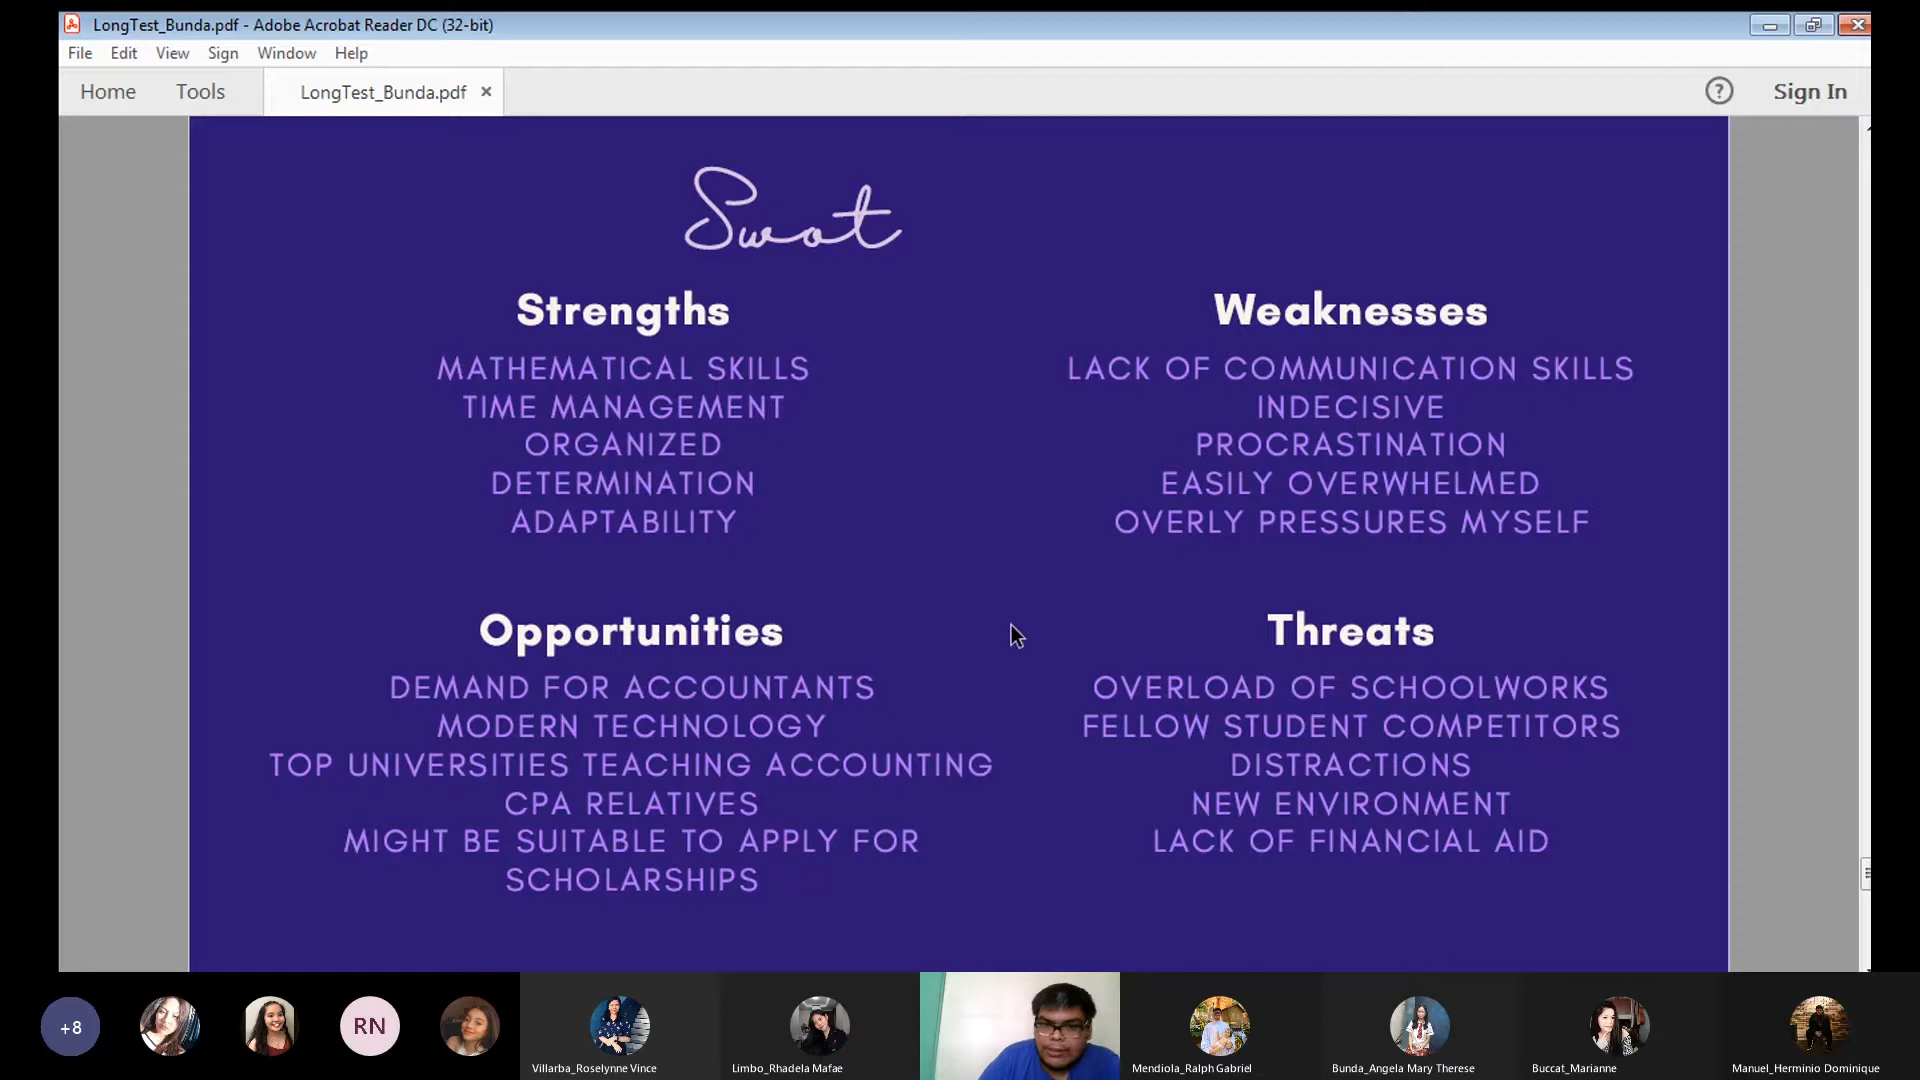 LongTest_Bunda.pdf - Adobe Acrobat Reader DC (32-bit)
File Edit View Sign Window Help
Home Tools LongTest_Bunda.pdf × ? Sign In
Swot
Strengths
MATHEMATICAL SKILLS
TIME MANAGEMENT
ORGANIZED
DETERMINATION
ADAPTABILITY
Weaknesses
LACK OF COMMUNICATION SKILLS
INDECISIVE
PROCRASTINATION
EASILY OVERWHELMED
OVERLY PRESSURES MYSELF
Opportunities
DEMAND FOR ACCOUNTANTS
MODERN TECHNOLOGY
TOP UNIVERSITIES TEACHING ACCOUNTING
CPA RELATIVES
MIGHT BE SUITABLE TO APPLY FOR
SCHOLARSHIPS
Threats
OVERLOAD OF SCHOOLWORKS
FELLOW STUDENT COMPETITORS
DISTRACTIONS
NEW ENVIRONMENT
LACK OF FINANCIAL AID
+8
RN
Villarba_Roselynne Vince
Limbo_Rhadela Mafae
Mendiola_Ralph Gabriel
Bunda_Angela Mary Therese
Buccat_Marianne
Manuel_Herminio Dominique